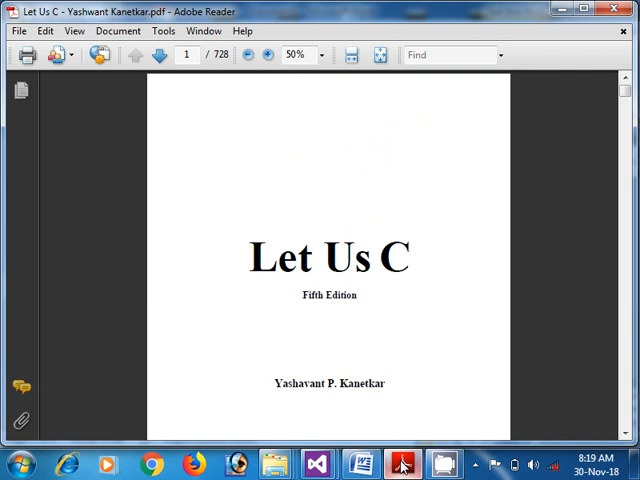 Let Us C - Yashwant Kanetkar.pdf - Adobe Reader
File Edit View Document Tools Window Help
1 / 728 50% Find
Let Us C
Fifth Edition
Yashavant P. Kanetkar
8:19 AM
30-Nov-18